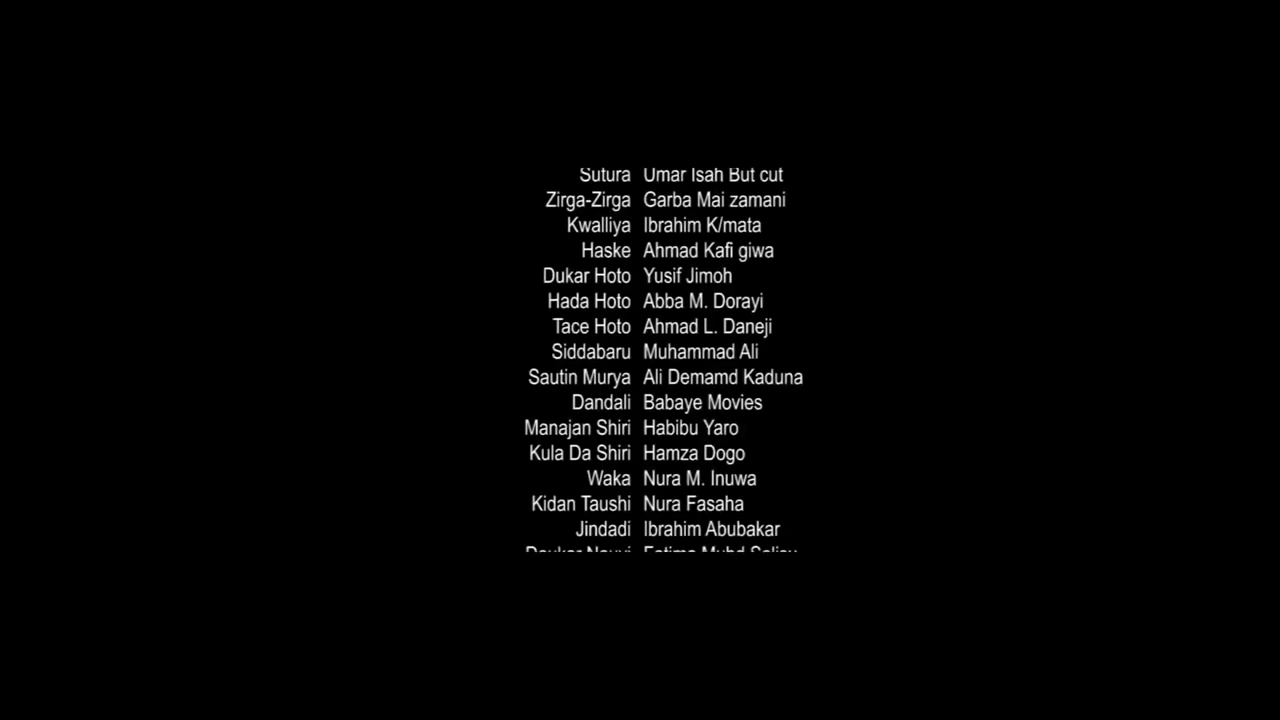 Sutura Umar Isah But cut
Zirga-Zirga Garba Mai zamani
Kwalliya Ibrahim K/mata
Haske Ahmad Kafi giwa
Dukar Hoto Yusif Jimoh
Hada Hoto Abba M. Dorayi
Tace Hoto Ahmad L. Daneji
Siddabaru Muhammad Ali
Sautin Murya Ali Demamd Kaduna
Dandali Babaye Movies
Manajan Shiri Habibu Yaro
Kula Da Shiri Hamza Dogo
Waka Nura M. Inuwa
Kidan Taushi Nura Fasaha
Jindadi Ibrahim Abubakar